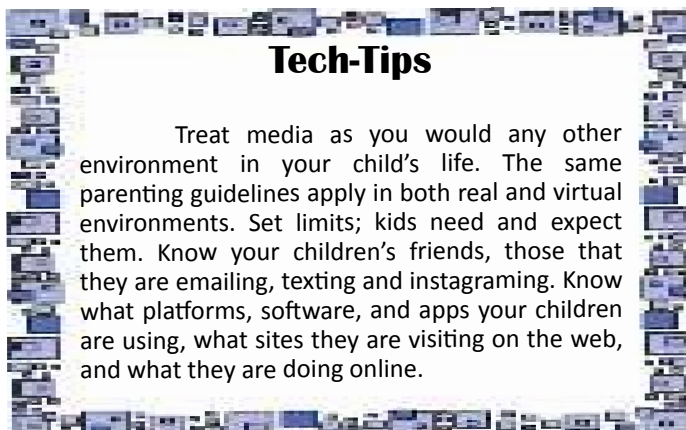 Tech-Tips
Treat media as you would any other
environment in your child's life. The same
parenting guidelines apply in both real and virtual
environments. Set limits; kids need and expect
them. Know your children's friends, those that
they are emailing, texting and instagraming. Know
what platforms, software, and apps your children
are using, what sites they are visiting on the web,
and what they are doing online.